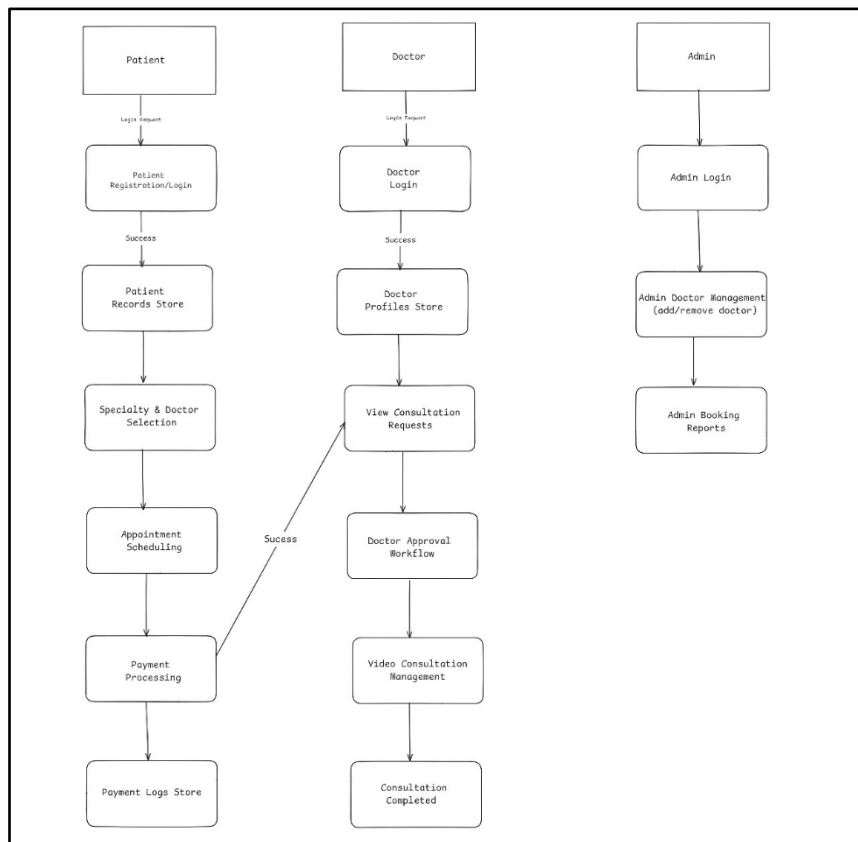 Patient
Doctor
Admin
Login Request
Login Request
Patient
Registration/Login
Doctor
Login
Admin Login
Success
Success
Patient
Records Store
Doctor
Profiles Store
Admin Doctor Management
(add/remove doctor)
Specialty & Doctor
Selection
View Consultation
Requests
Admin Booking
Reports
Appointment
Scheduling
Sucess
Doctor Approval
Workflow
Payment
Processing
Video Consultation
Management
Payment Logs Store
Consultation
Completed